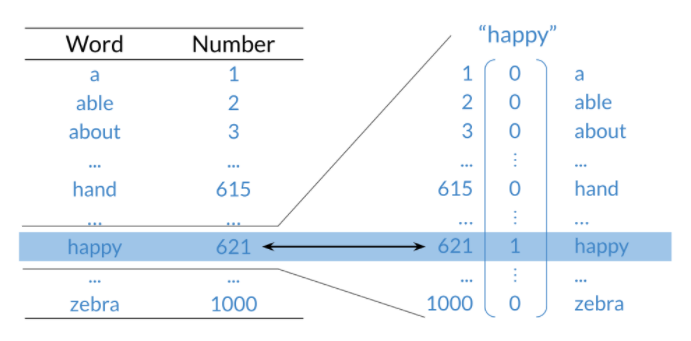 “happy”
Word Number
a 1 1 0 a
able 2 2 0 able
about 3 3 0 about
... ... ... ⋮ ...
hand 615 615 0 hand
... ... ... ⋮ ...
happy 621 621 1 happy
... ... ... ⋮ ...
zebra 1000 1000 0 zebra